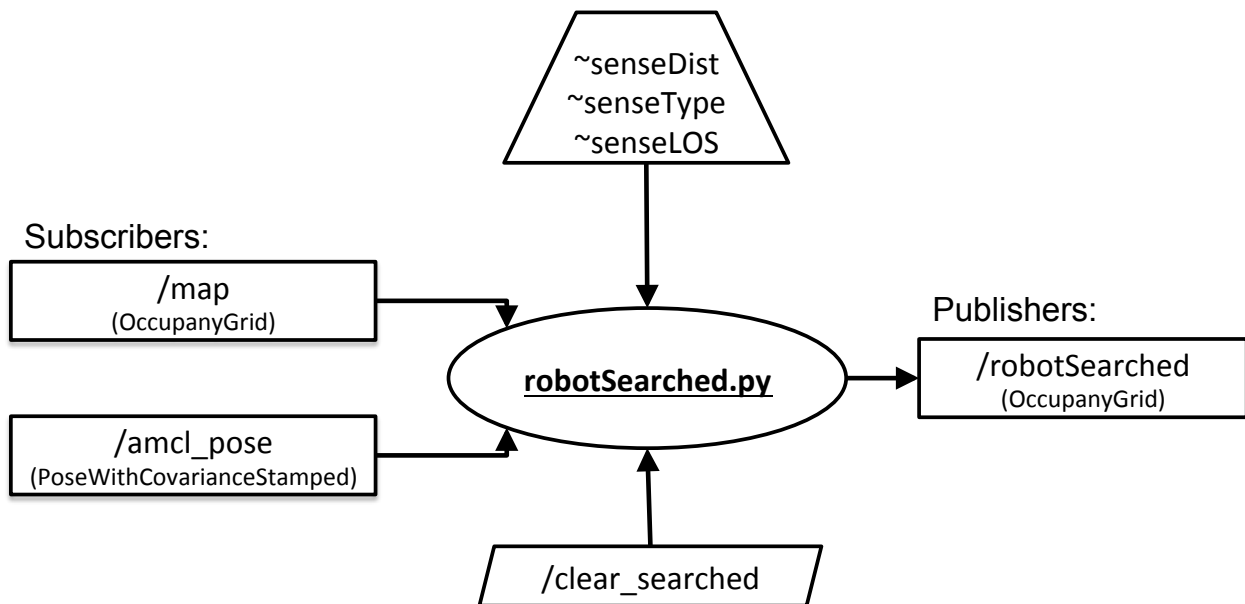 ~senseDist
~senseType
~senseLOS
Subscribers:
/map
(OccupanyGrid)
/amcl_pose
(PoseWithCovarianceStamped)
robotSearched.py
Publishers:
/robotSearched
(OccupanyGrid)
/clear_searched